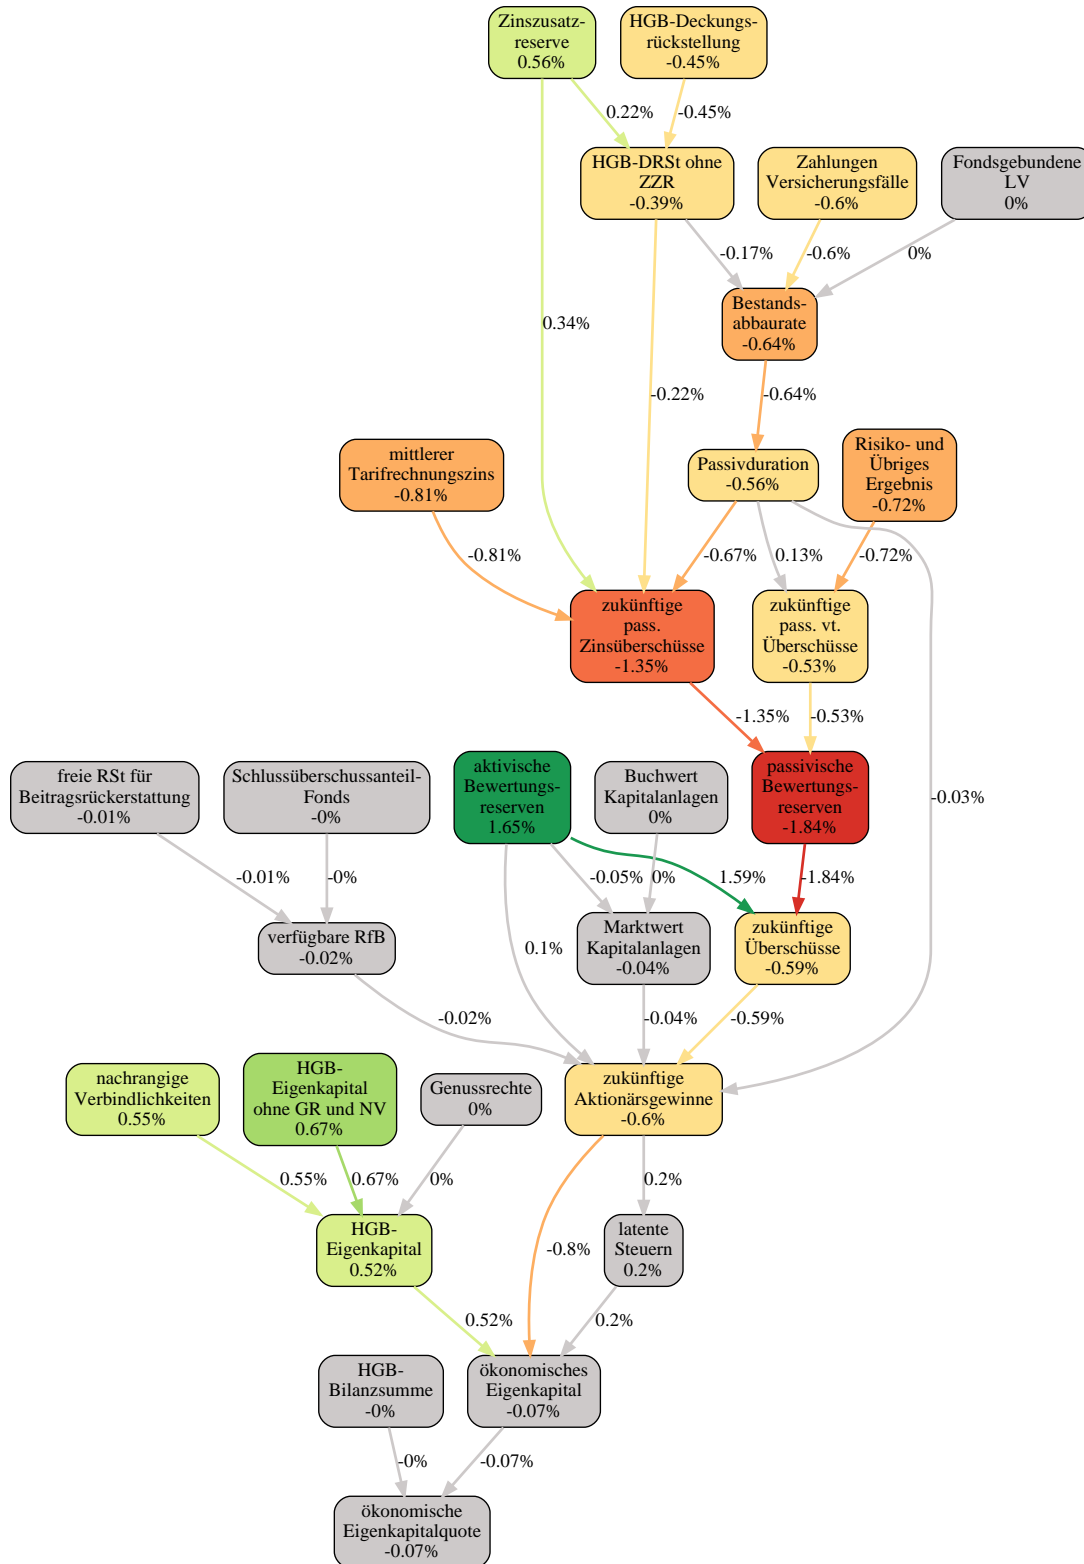 Zinszusatz-
reserve
0.56%
HGB-Deckungs-
rückstellung
-0.45%
0.22%
-0.45%
HGB-DRSt ohne
ZZR
-0.39%
Zahlungen
Versicherungsfälle
-0.6%
Fondsgebundene
LV
0%
-0.17%
-0.6%
0%
Bestands-
abbaurate
-0.64%
0.34%
-0.22%
-0.64%
mittlerer
Tarifrechnungszins
-0.81%
Passivduration
-0.56%
Risiko- und
Übriges
Ergebnis
-0.72%
-0.81%
-0.67%
0.13%
-0.72%
zukünftige
pass.
Zinsüberschüsse
-1.35%
zukünftige
pass. vt.
Überschüsse
-0.53%
-1.35%
-0.53%
freie RSt für
Beitragsrückerstattung
-0.01%
Schlussüberschussanteil-
Fonds
-0%
aktivische
Bewertungs-
reserven
1.65%
Buchwert
Kapitalanlagen
0%
passivische
Bewertungs-
reserven
-1.84%
-0.03%
-0.01%
-0%
-0.05%
0%
1.59%
-1.84%
verfügbare RfB
-0.02%
0.1%
Marktwert
Kapitalanlagen
-0.04%
zukünftige
Überschüsse
-0.59%
-0.02%
-0.04%
-0.59%
nachrangige
Verbindlichkeiten
0.55%
HGB-
Eigenkapital
ohne GR und NV
0.67%
Genussrechte
0%
zukünftige
Aktionärsgewinne
-0.6%
0.55%
0.67%
0%
0.2%
HGB-
Eigenkapital
0.52%
-0.8%
latente
Steuern
0.2%
0.52%
0.2%
HGB-
Bilanzsumme
-0%
ökonomisches
Eigenkapital
-0.07%
-0%
-0.07%
ökonomische
Eigenkapitalquote
-0.07%